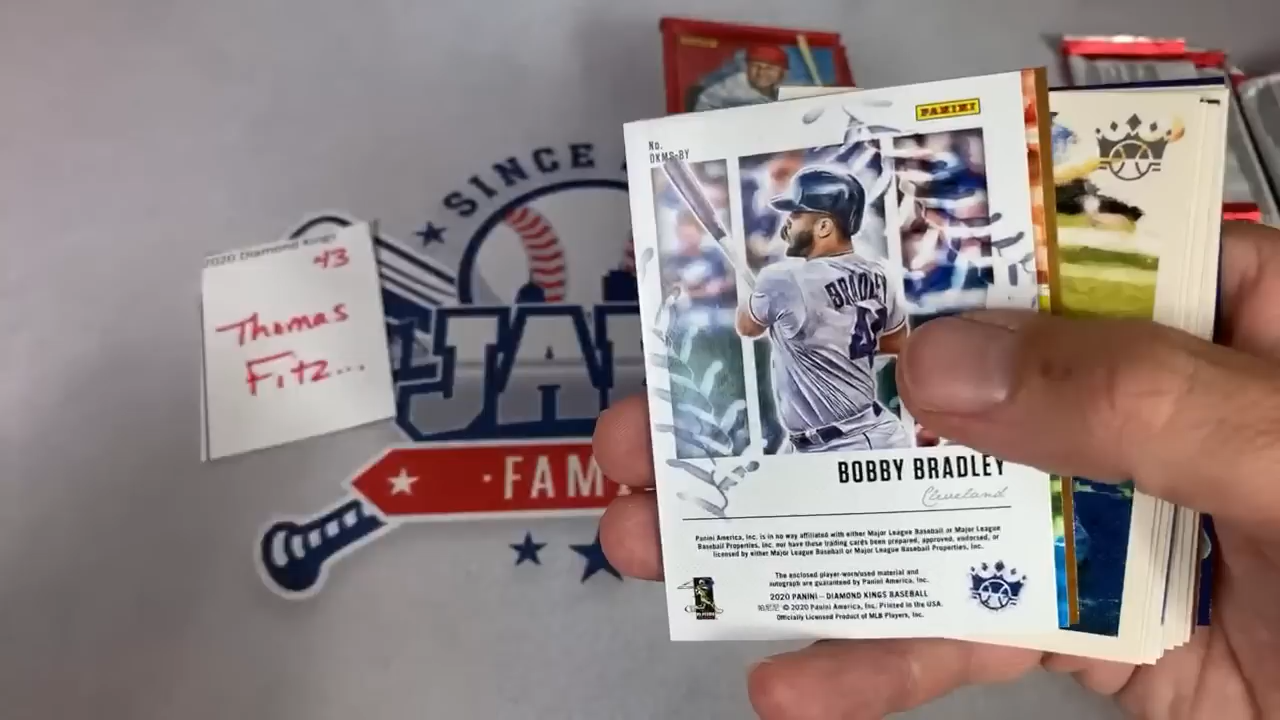 SINCE
2020 Diamond Kings
43
Thomas
Fitz...
JA
FAM
PANINI
No.
DKMS-BY
BRADLEY
4
BOBBY BRADLEY
Cleveland
Panini America, Inc. is in no way affiliated with either Major League Baseball or Major League
Baseball Properties, Inc. nor have these trading cards been prepared, approved, endorsed, or
licensed by either Major League Baseball or Major League Baseball Properties, Inc.
The enclosed player-worn/used material and
autograph are guaranteed by Panini America, Inc.
2020 PANINI – DIAMOND KINGS BASEBALL
© 2020 Panini America, Inc. Printed in the USA.
Officially Licensed Product of MLB Players, Inc.